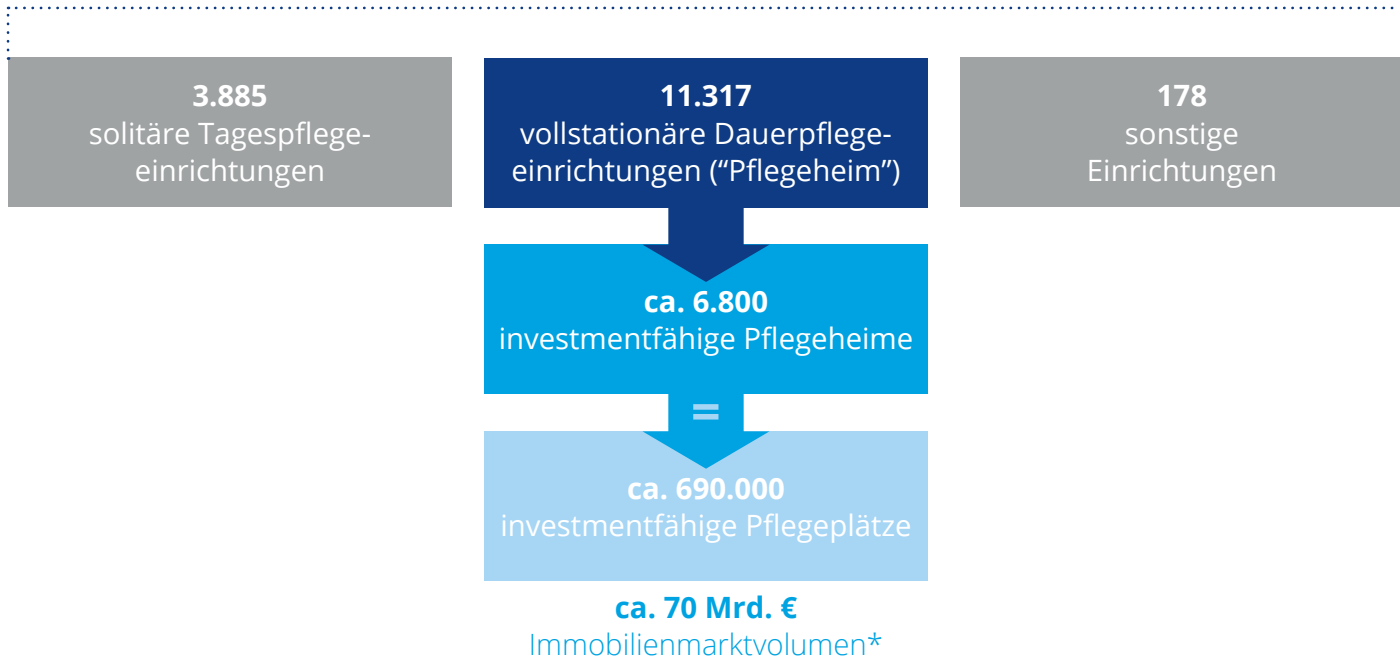 3.885
solitäre Tagespflege-
einrichtungen
11.317
vollstationäre Dauerpflege-
einrichtungen (“Pflegeheim”)
178
sonstige
Einrichtungen
ca. 6.800
investmentfähige Pflegeheime
=
ca. 690.000
investmentfähige Pflegeplätze
ca. 70 Mrd. €
Immobilienmarktvolumen*